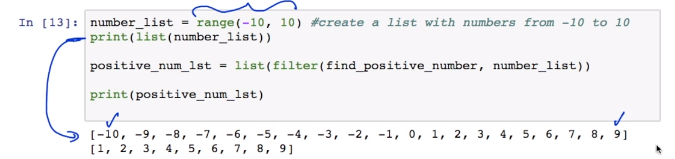 In [13]: number_list = range(-10, 10) #create a list with numbers from -10 to 10
print(list(number_list))
positive_num_lst = list(filter(find_positive_number, number_list))
print(positive_num_lst)
[-10, -9, -8, -7, -6, -5, -4, -3, -2, -1, 0, 1, 2, 3, 4, 5, 6, 7, 8, 9]
[1, 2, 3, 4, 5, 6, 7, 8, 9]